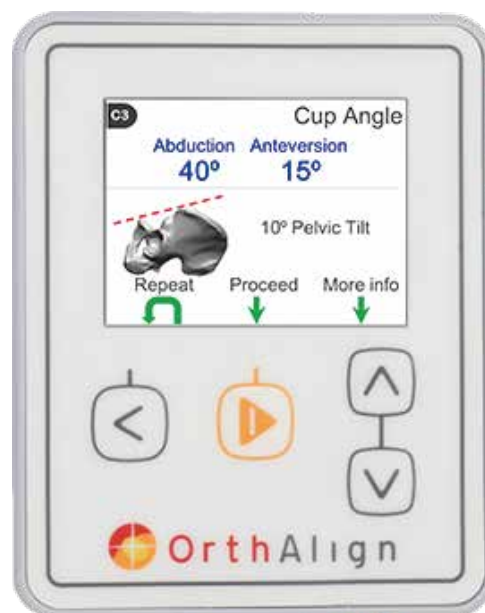 C3 Cup Angle
Abduction Anteversion
40º 15º
10º Pelvic Tilt
Repeat Proceed More info
OrthAlign